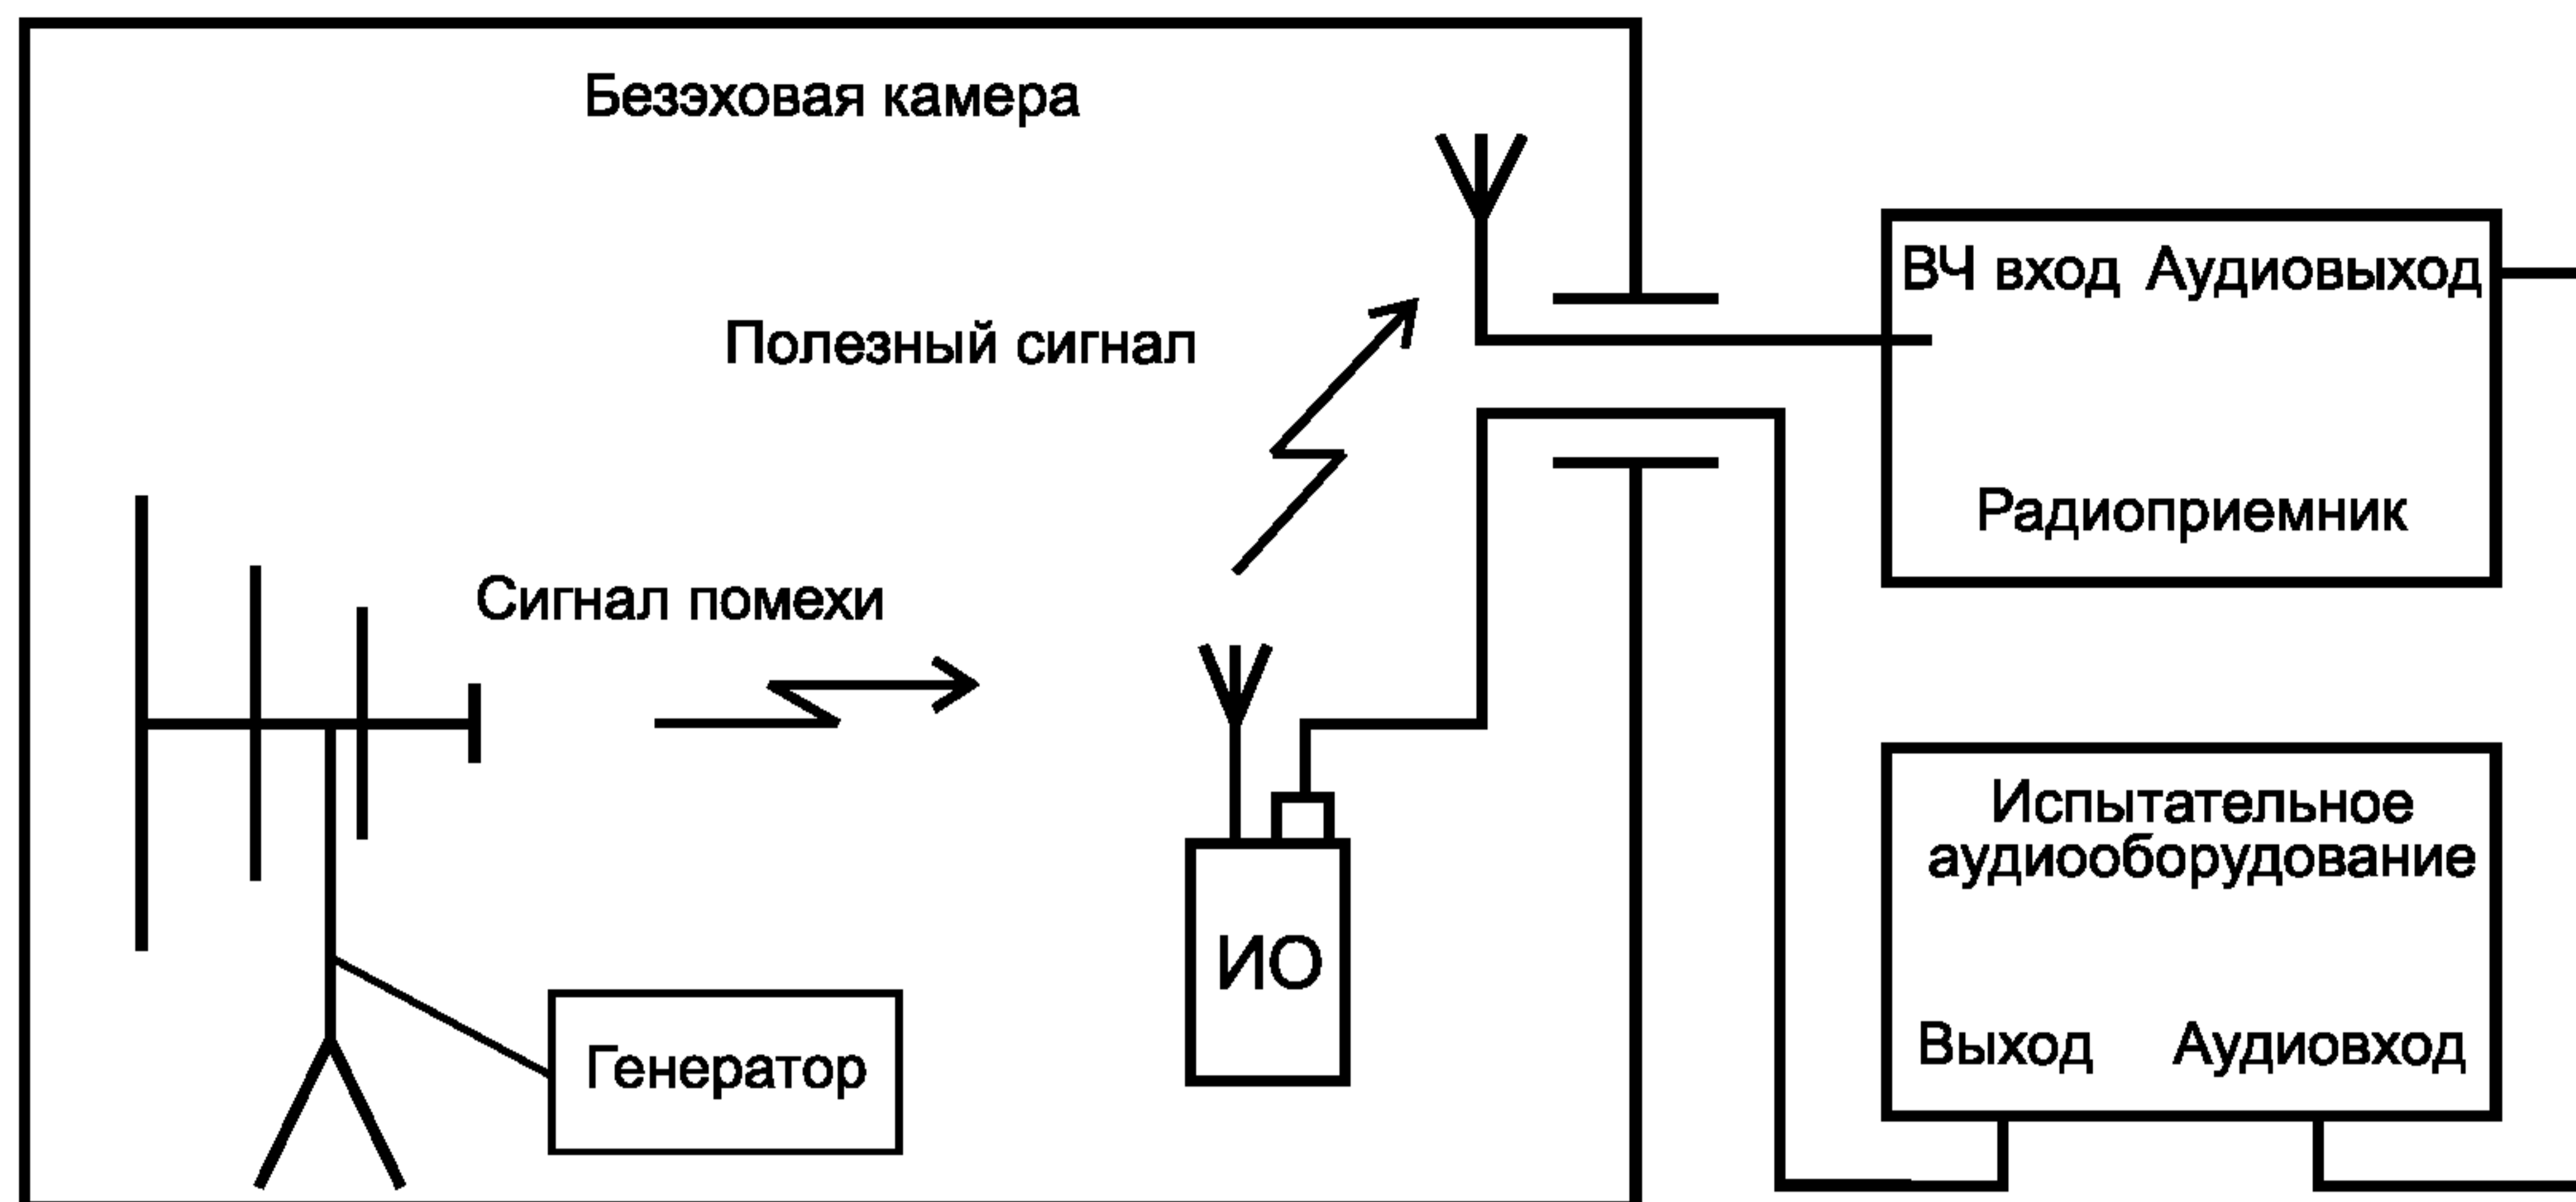 Безэховая камера
ВЧ вход Аудиовыход
Полезный сигнал
Радиоприемник
Сигнал помехи
Испытательное
аудиооборудование
ИО
Выход Аудиовход
Генератор